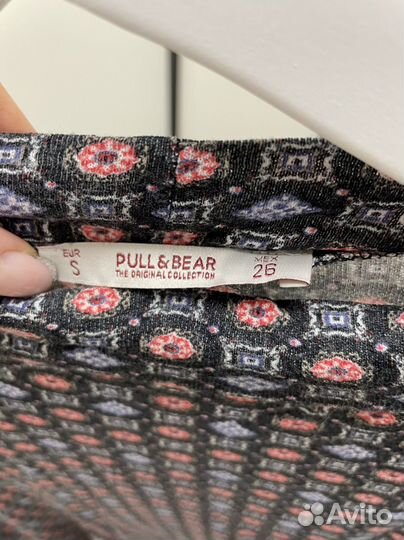 EUR
S
PULL&BEAR
THE ORIGINAL COLLECTION
MEX
26
Avito